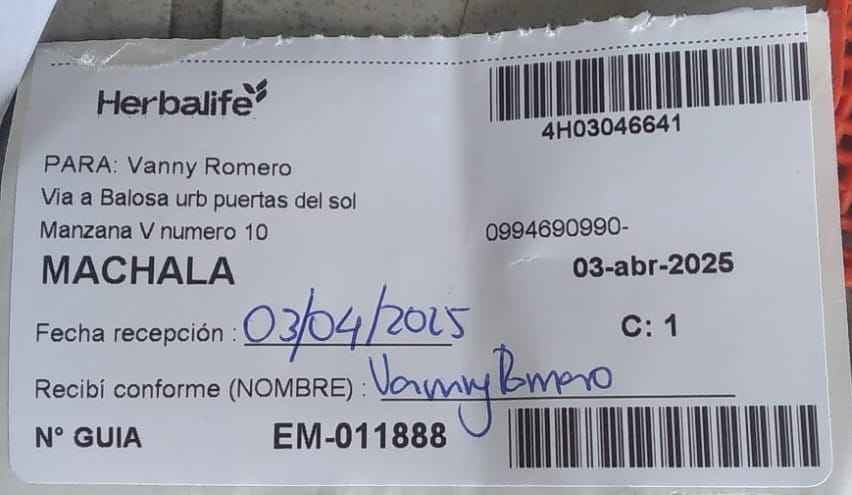 Herbalife
4H03046641
PARA: Vanny Romero
Via a Balosa urb puertas del sol
Manzana V numero 10
0994690990-
MACHALA
03-abr-2025
Fecha recepción : 03/04/2025
C: 1
Recibí conforme (NOMBRE) : Vanny Romero
N° GUIA EM-011888